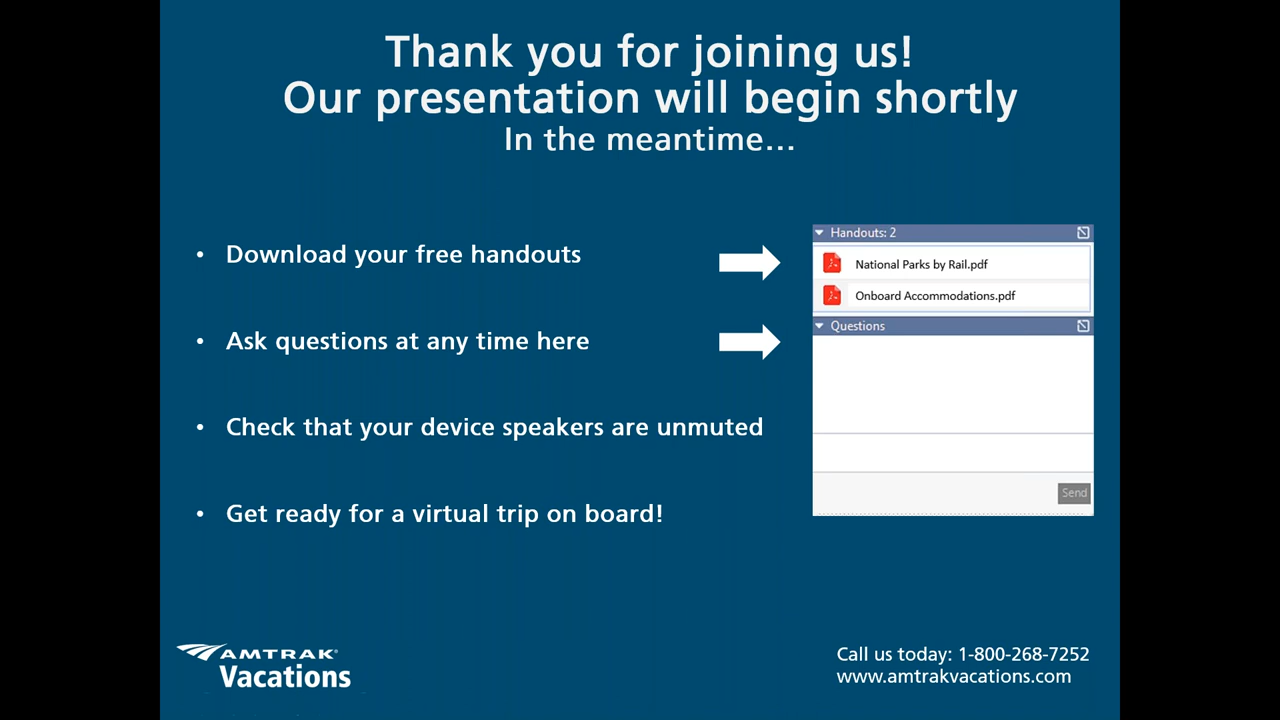 Thank you for joining us!
Our presentation will begin shortly
In the meantime...
• Download your free handouts
• Ask questions at any time here
• Check that your device speakers are unmuted
• Get ready for a virtual trip on board!
Handouts: 2
National Parks by Rail.pdf
Onboard Accommodations.pdf
Questions
Send
AMTRAK®
Vacations
Call us today: 1-800-268-7252
www.amtrakvacations.com